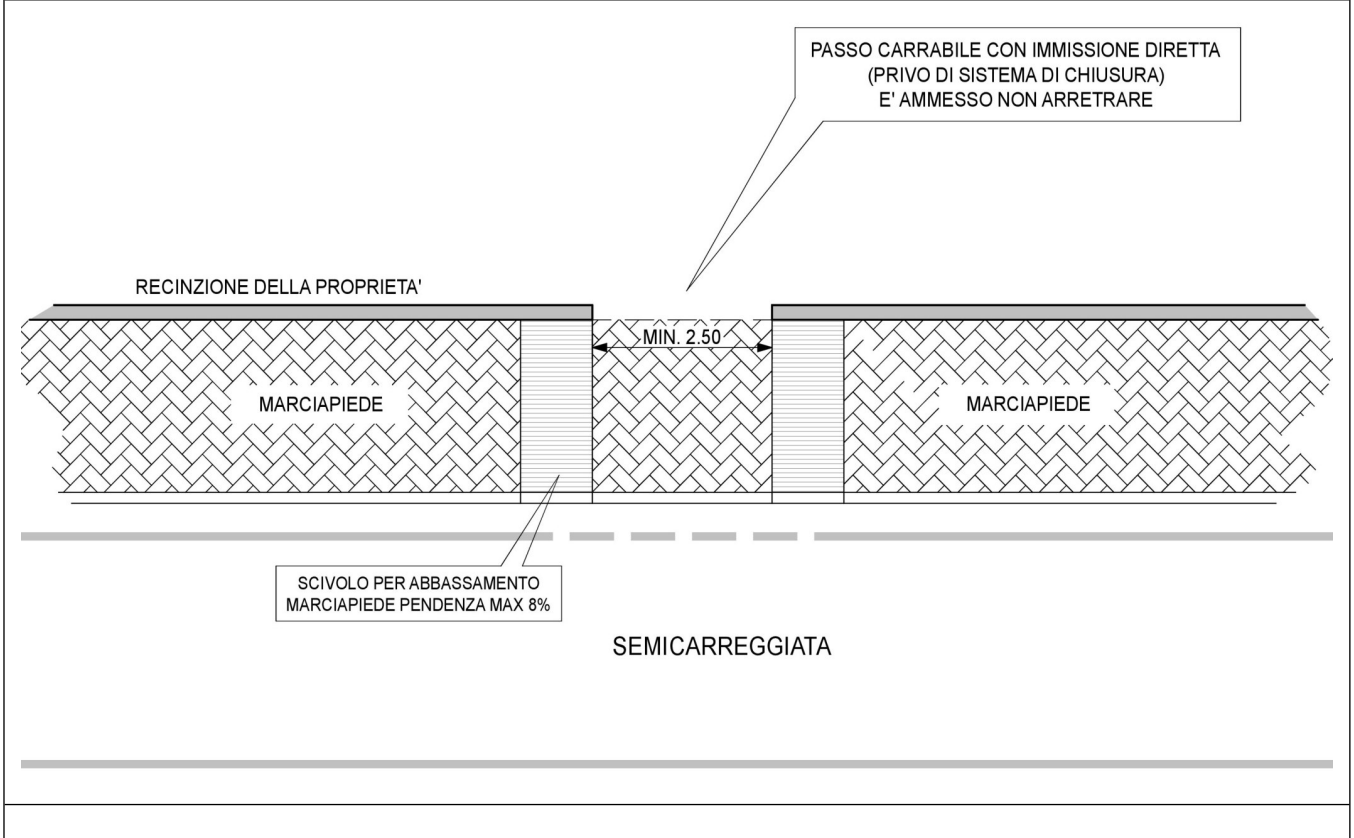 PASSO CARRABILE CON IMMISSIONE DIRETTA
(PRIVO DI SISTEMA DI CHIUSURA)
E' AMMESSO NON ARRETRARE
RECINZIONE DELLA PROPRIETA'
MIN. 2.50
MARCIAPIEDE
MARCIAPIEDE
SCIVOLO PER ABBASSAMENTO
MARCIAPIEDE PENDENZA MAX 8%
SEMICARREGGIATA